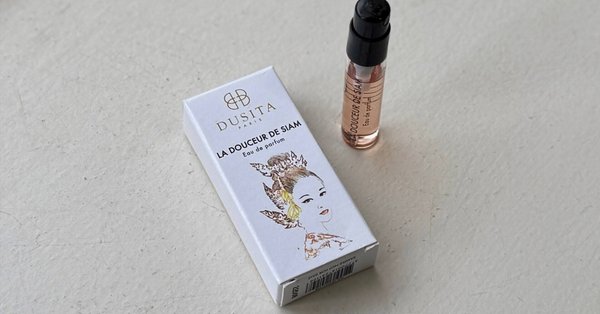 DUSITA
PARIS
LA DOUCEUR DE SIAM
Eau de parfum
LA DOUCEUR DE SIAM
Eau de parfum